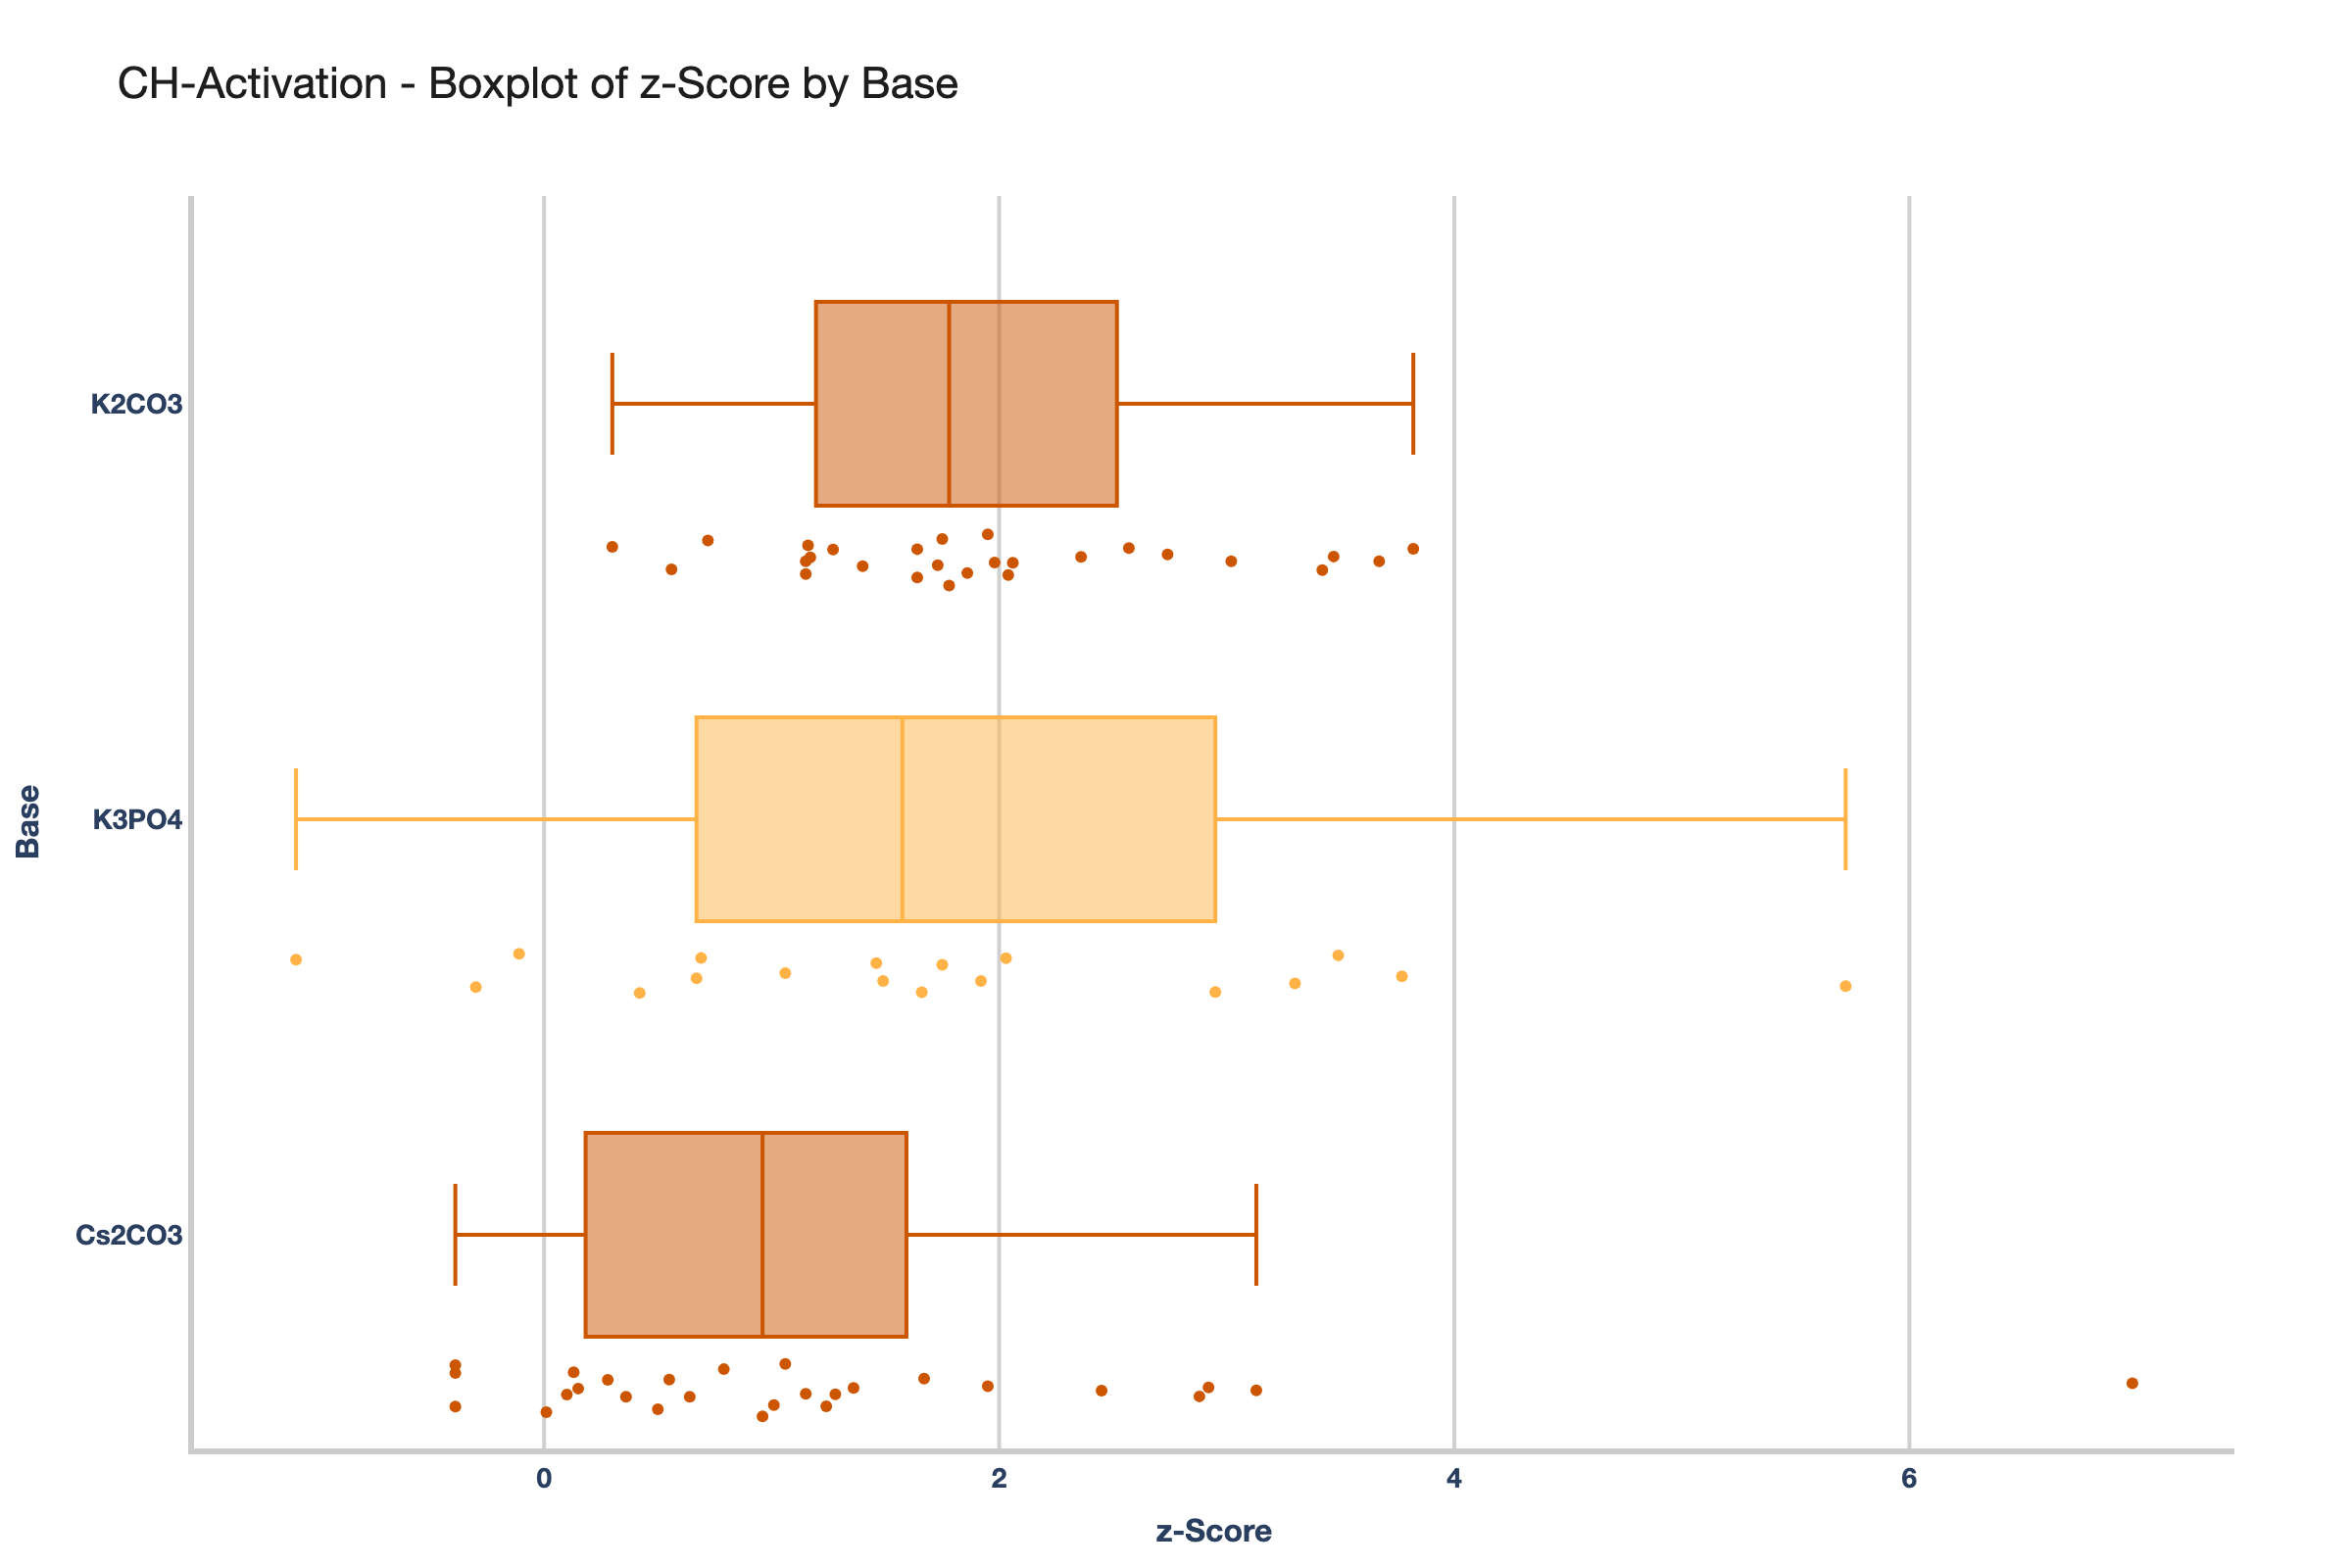 CH-Activation - Boxplot of z-Score by Base
K2CO3
K3PO4
Cs2CO3
Base
0 2 4 6
z-Score